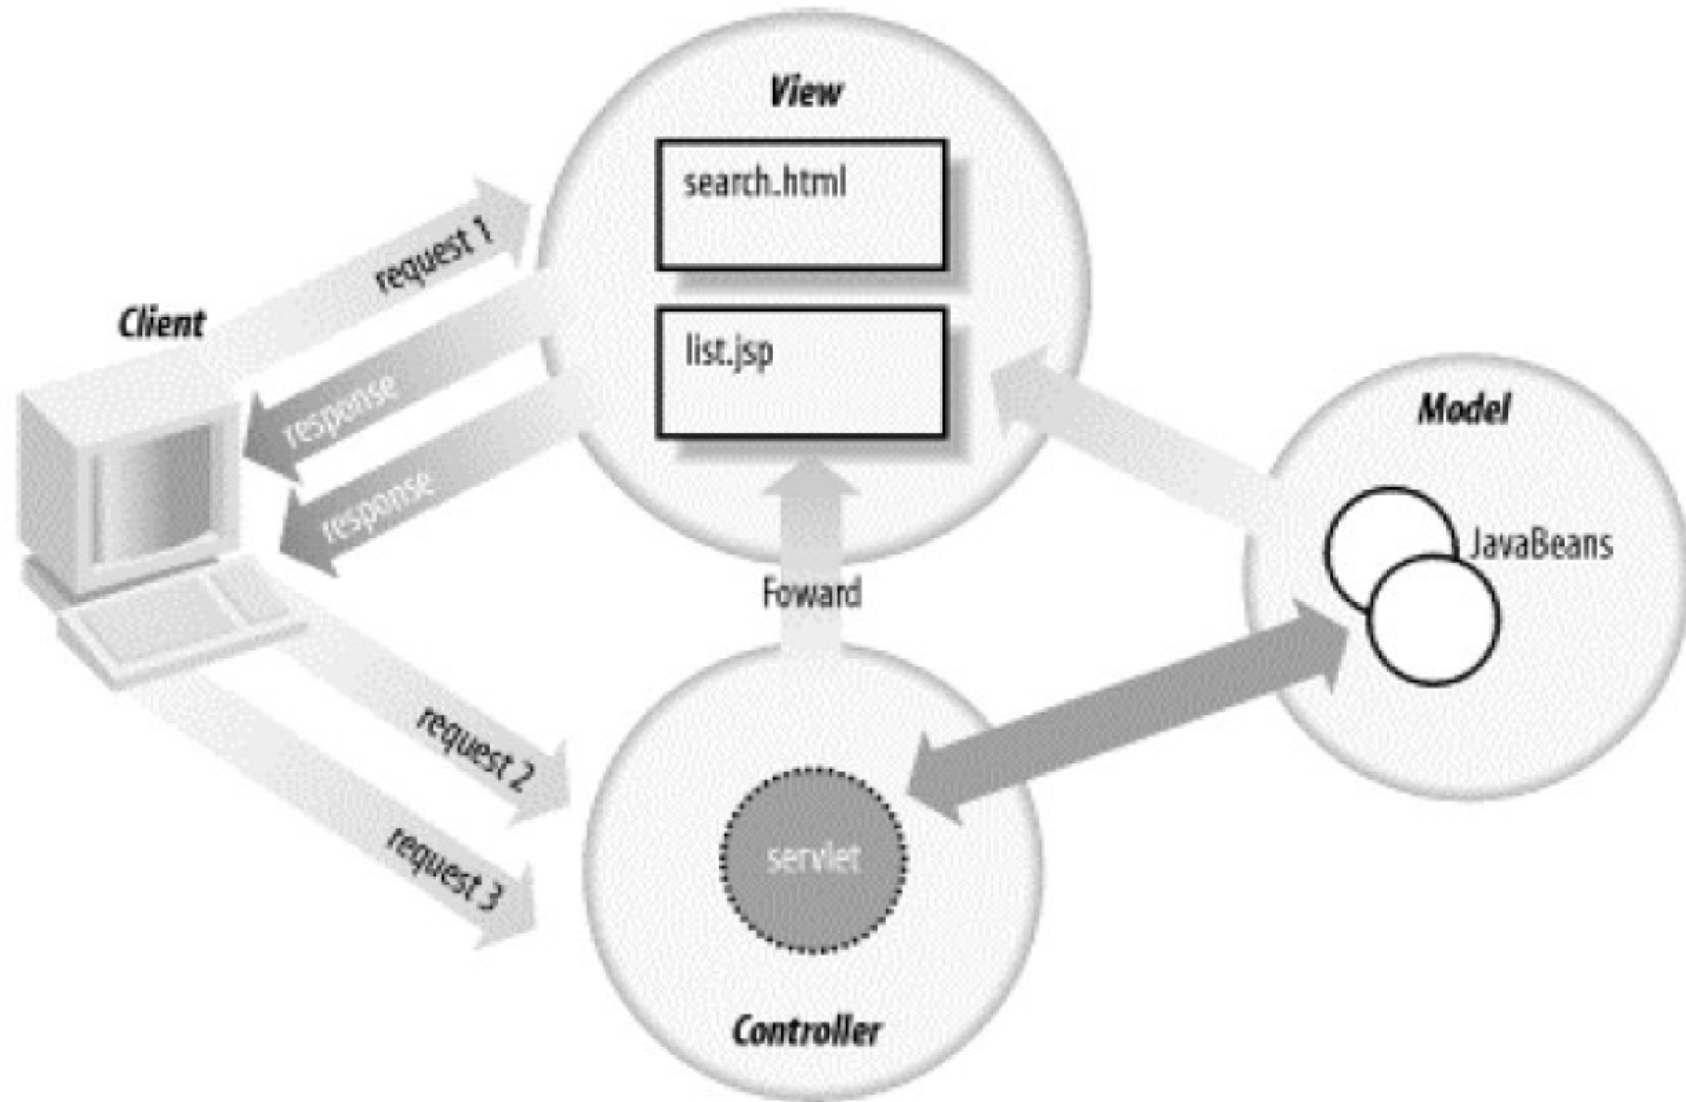 View
search.html
request 1
Client
list.jsp
response
Model
response
JavaBeans
Foward
request 2
servlet
request 3
Controller